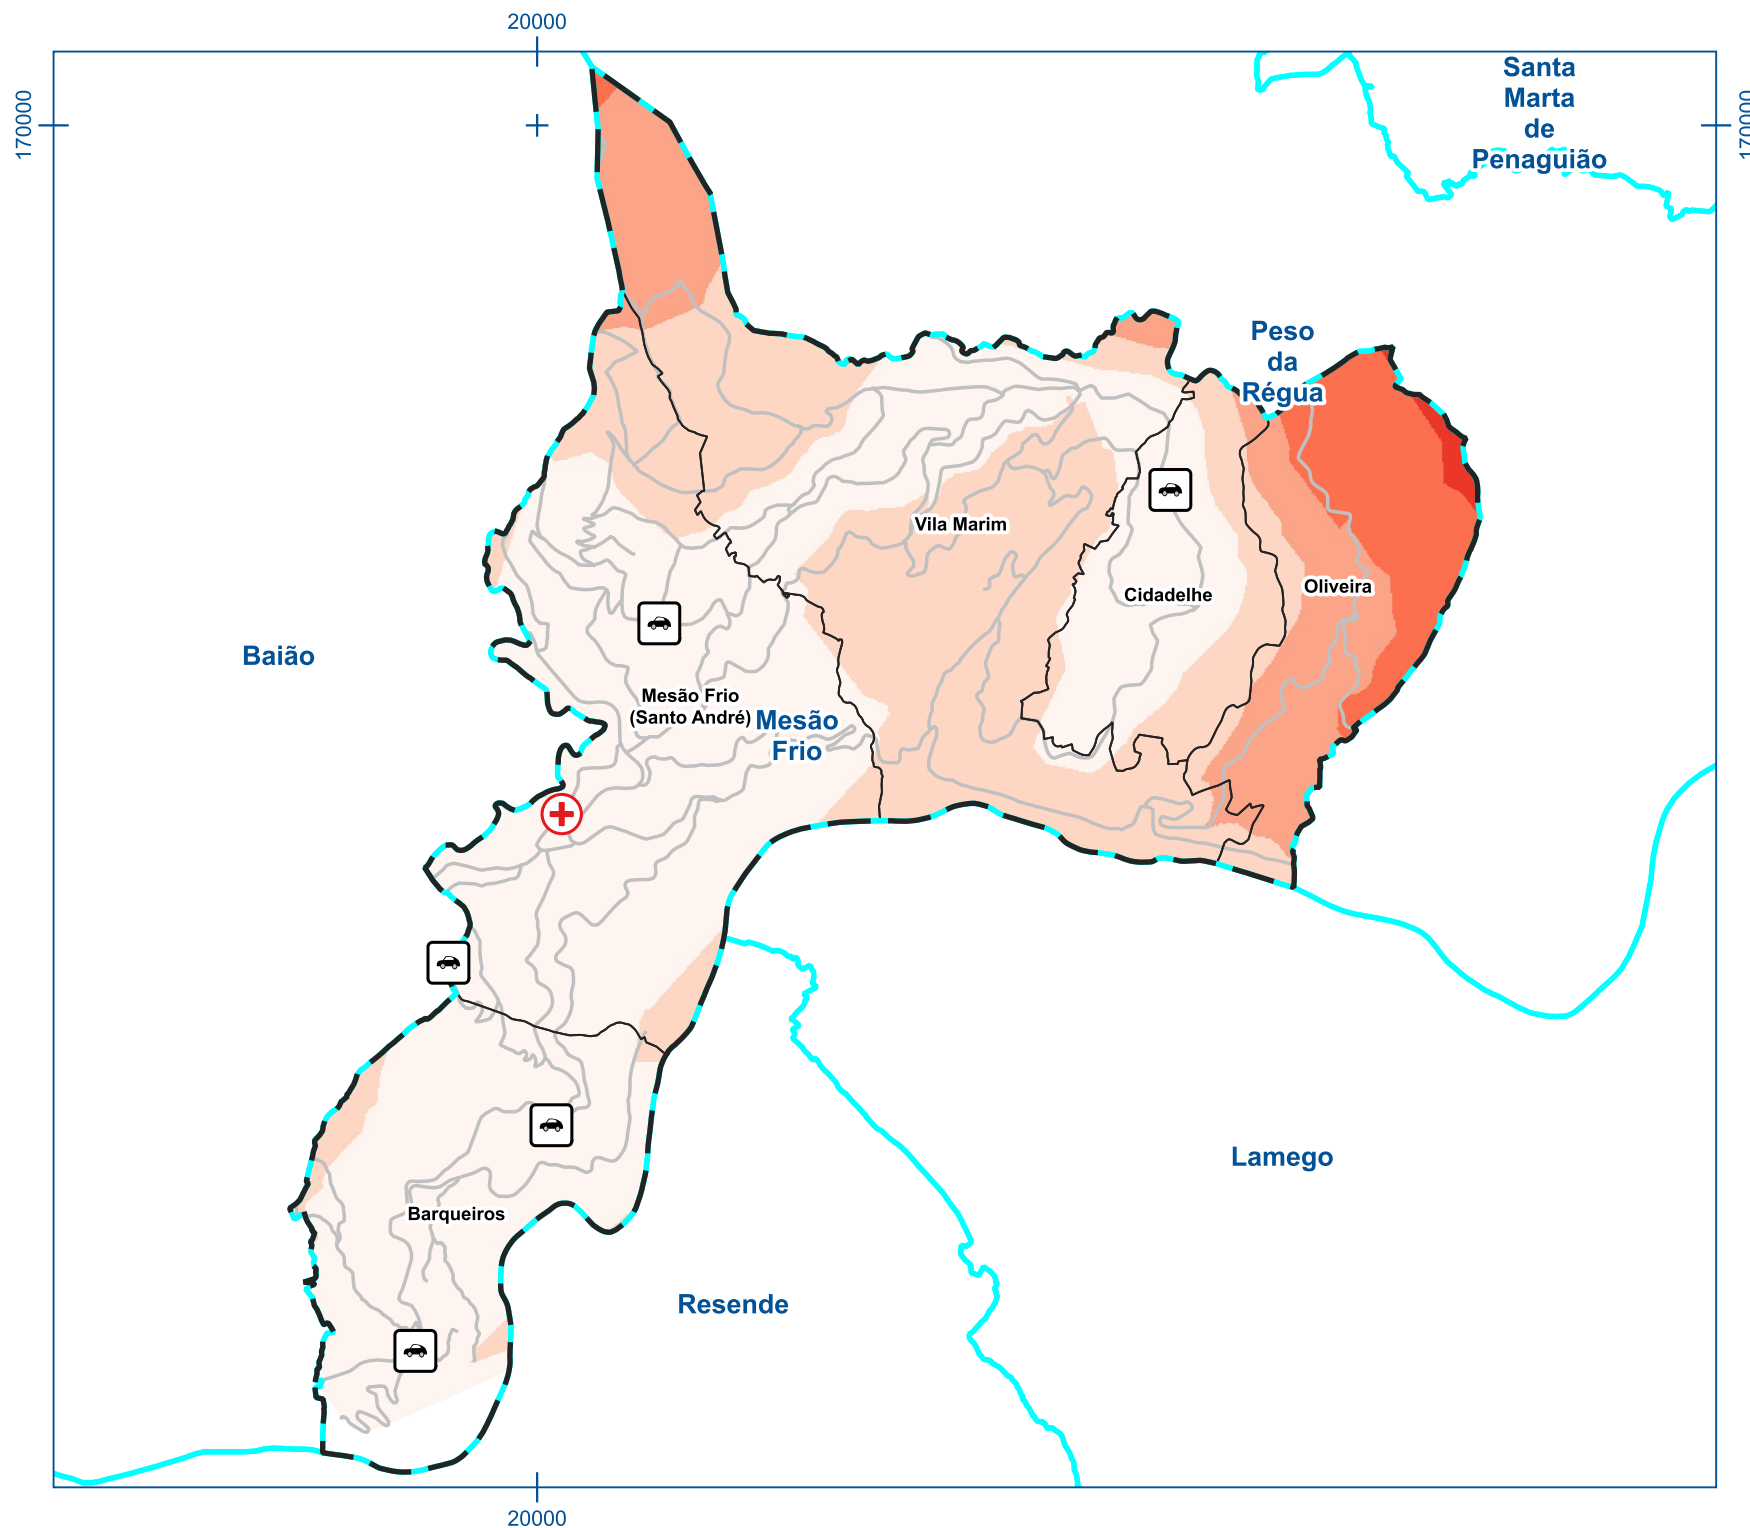 20000
170000
170000
Santa
Marta
de
Penaguião
Peso
da
Régua
Vila Marim
Cidadelhe
Oliveira
Baião
Mesão Frio
(Santo André)
Mesão
Frio
Lamego
Barqueiros
Resende
20000